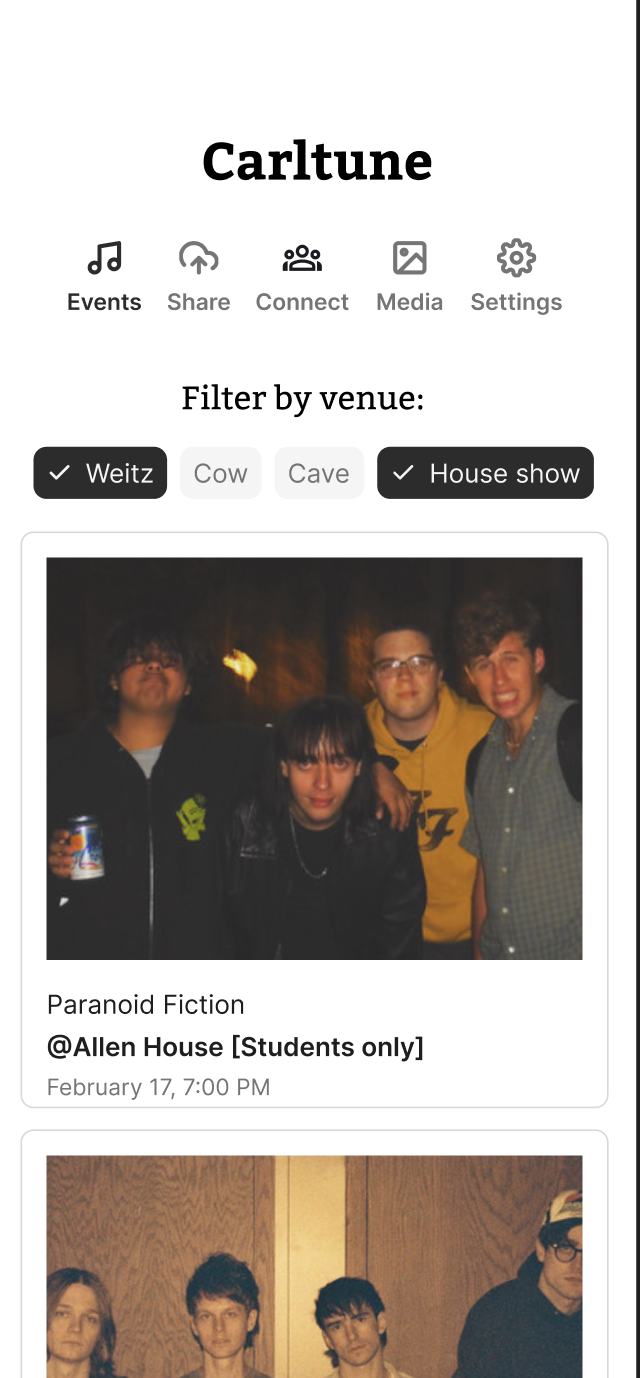 Carltune
Events Share Connect Media Settings
Filter by venue:
Weitz Cow Cave House show
Paranoid Fiction
@Allen House [Students only]
February 17, 7:00 PM